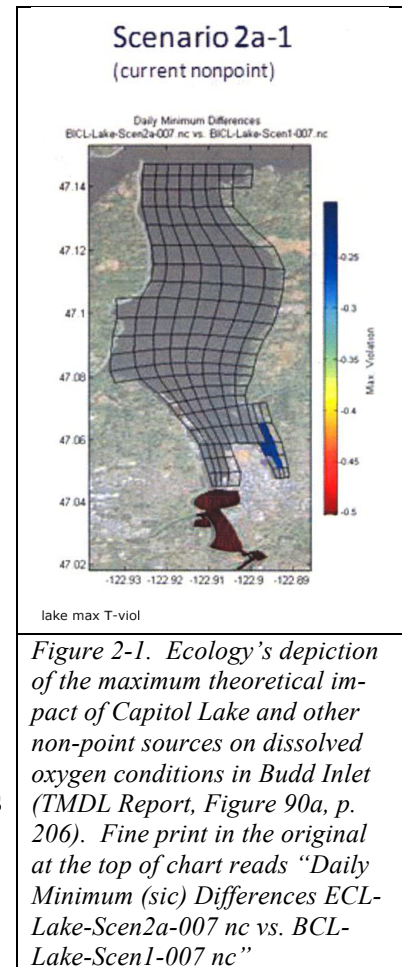 Scenario 2a-1
(current nonpoint)
Daily Minimum Differences
BICL-Lake-Scen2a-007.nc vs. BICL-Lake-Scen1-007.nc
47.14
47.12
47.1
47.08
47.06
47.04
47.02
-122.93 -122.92 -122.91 -122.9 -122.89
-0.25
-0.3
-0.35
-0.4
-0.45
-0.5
Max Violation
lake max T-viol
Figure 2-1. Ecology's depiction
of the maximum theoretical im-
pact of Capitol Lake and other
non-point sources on dissolved
oxygen conditions in Budd Inlet
(TMDL Report, Figure 90a, p.
206). Fine print in the original
at the top of chart reads “Daily
Minimum (sic) Differences ECL-
Lake-Scen2a-007 nc vs. BCL-
Lake-Scen1-007 nc”